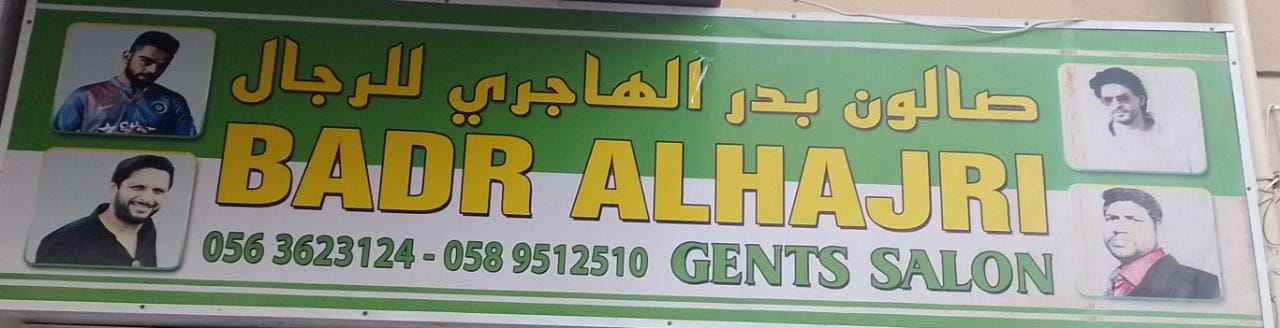 صالون بدر الهاجري للرجال
BADR ALHAJRI
056 3623124 - 058 9512510 GENTS SALON